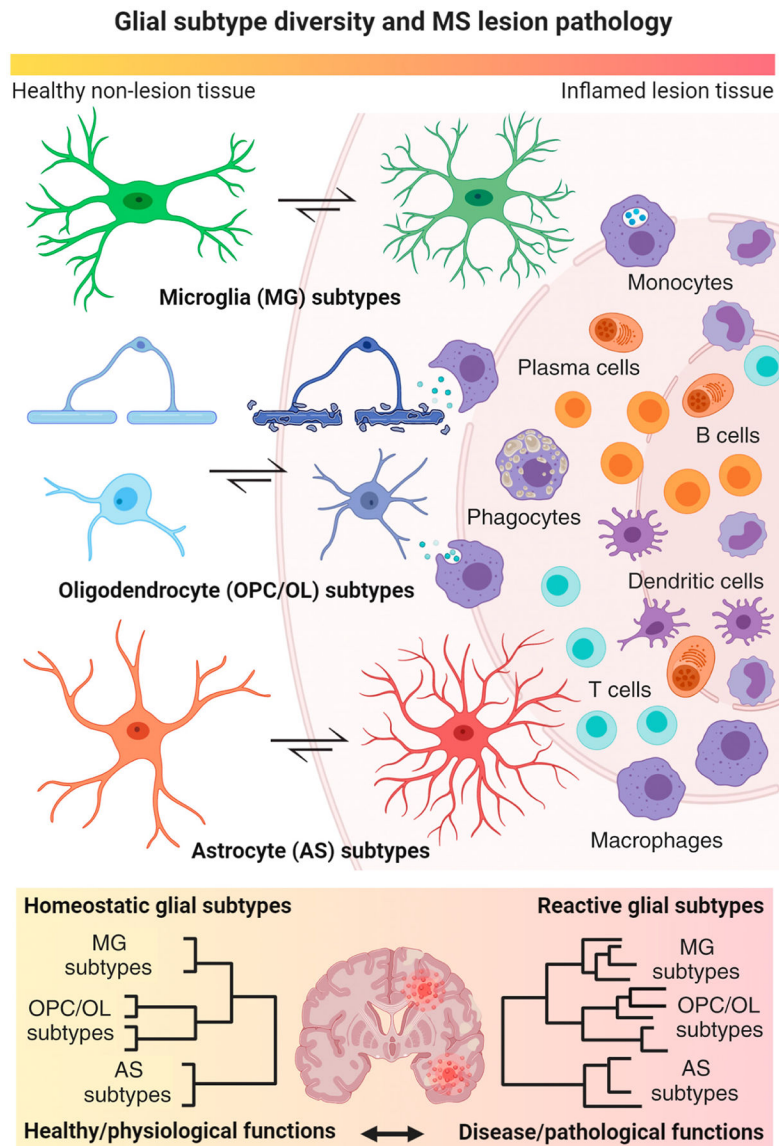 Glial subtype diversity and MS lesion pathology
Healthy non-lesion tissue
Inflamed lesion tissue
Microglia (MG) subtypes
Monocytes
Plasma cells
B cells
Phagocytes
Oligodendrocyte (OPC/OL) subtypes
Dendritic cells
T cells
Astrocyte (AS) subtypes
Macrophages
Homeostatic glial subtypes
MG
subtypes
OPC/OL
subtypes
AS
subtypes
Healthy/physiological functions
Reactive glial subtypes
MG
subtypes
OPC/OL
subtypes
AS
subtypes
Disease/pathological functions